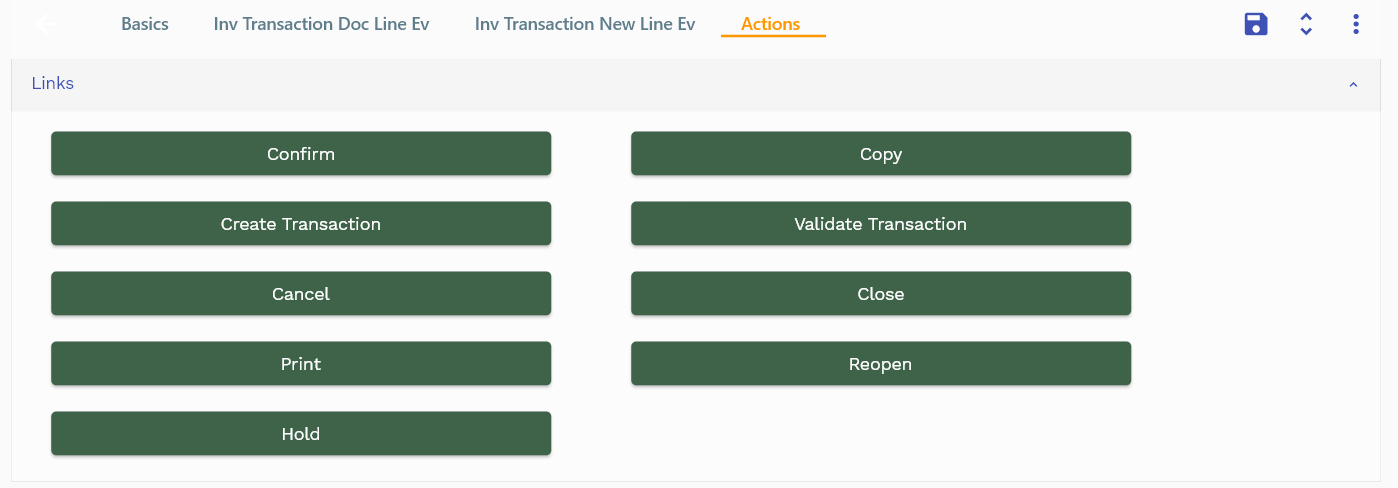 Basics Inv Transaction Doc Line Ev Inv Transaction New Line Ev Actions
Links
Confirm Copy
Create Transaction Validate Transaction
Cancel Close
Print Reopen
Hold